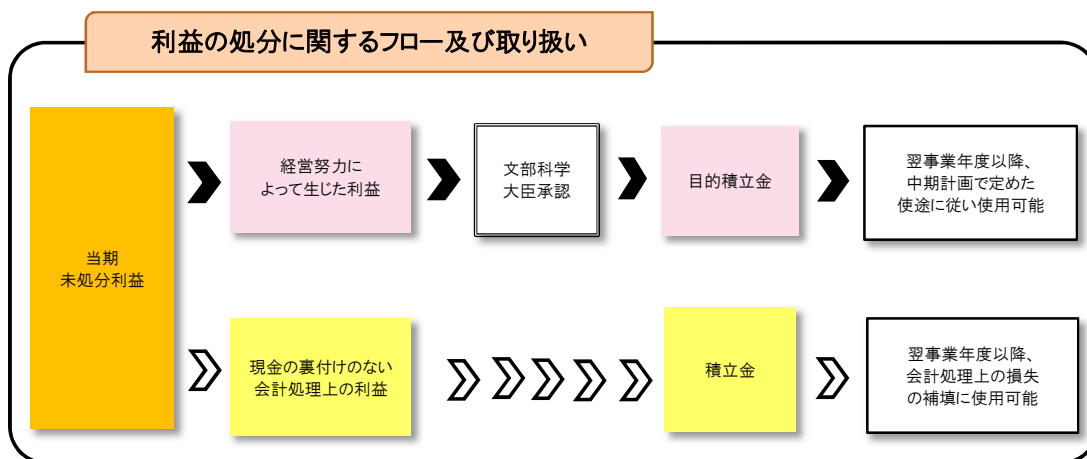 利益の処分に関するフロー及び取り扱い
当期
未処分利益
経営努力に
よって生じた利益
文部科学
大臣承認
目的積立金
翌事業年度以降、
中期計画で定めた
使途に従い使用可能
現金の裏付けのない
会計処理上の利益
積立金
翌事業年度以降、
会計処理上の損失
の補填に使用可能